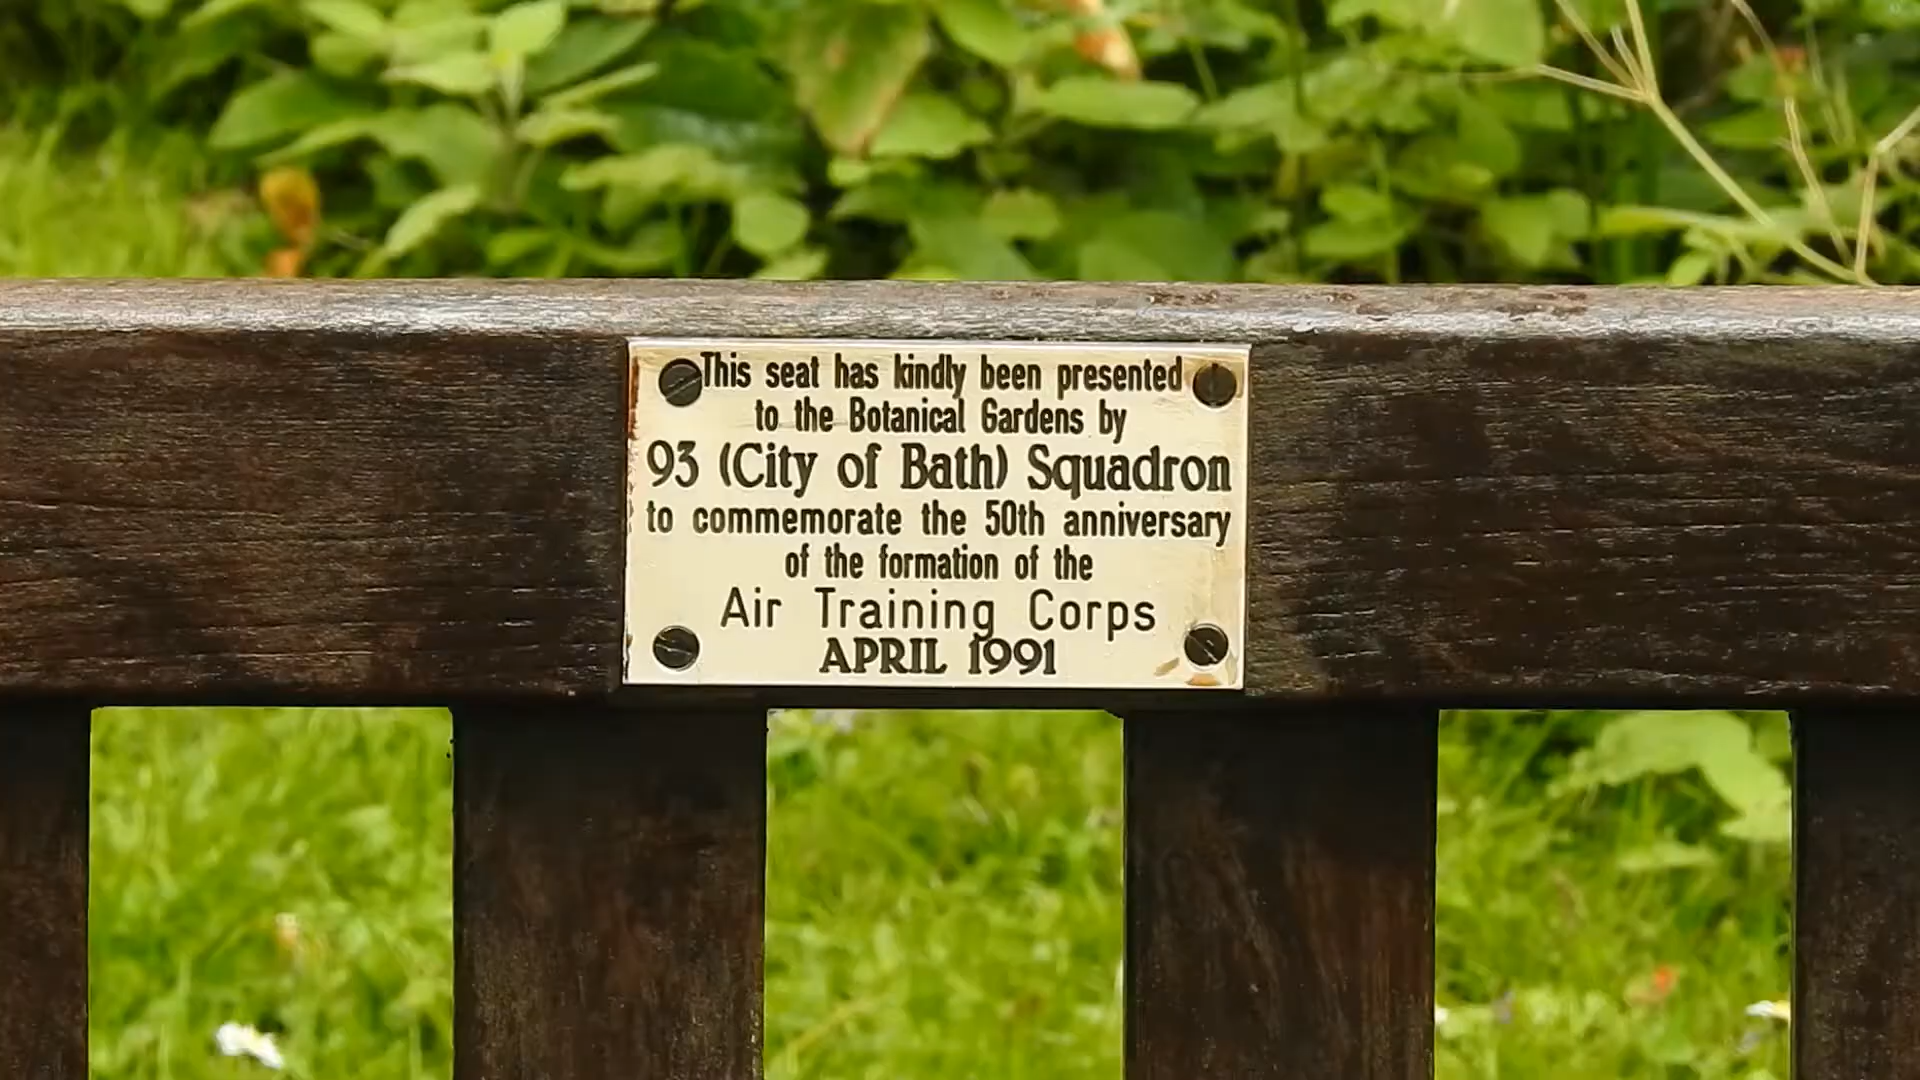 This seat has kindly been presented
to the Botanical Gardens by
93 (City of Bath) Squadron
to commemorate the 50th anniversary
of the formation of the
Air Training Corps
APRIL 1991